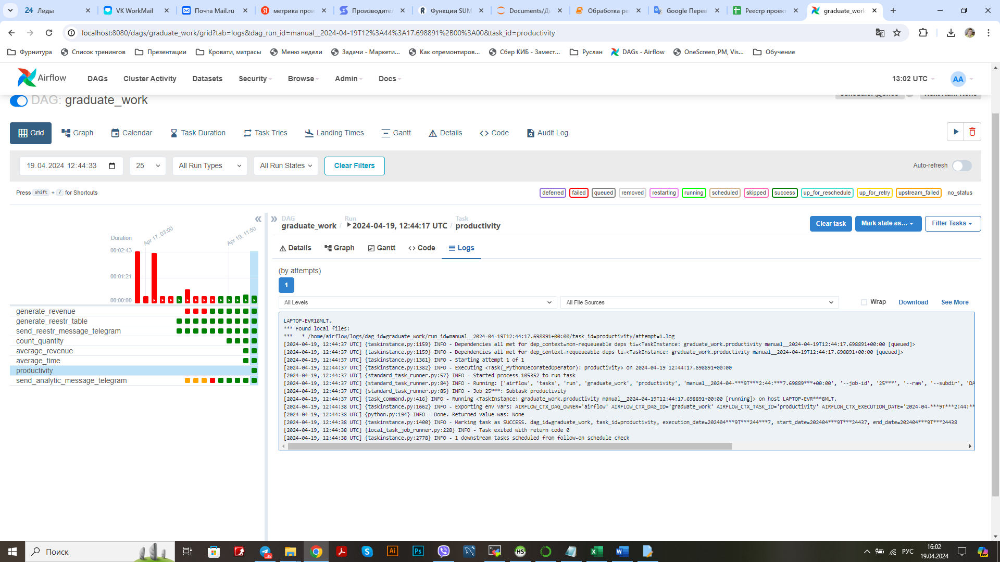 24 Лиды
VK WorkMail
Почта Mail.ru
метрика прои
Производител
Функции SUM
Documents/Ди
Обработка ре
Google Перев
Реестр проект
graduate_work
localhost:8080/dags/graduate_work/grid?tab=logs&dag_run_id=manual__2024-04-19T12%3A44%3A17.698891%2B00%3A00&task_id=productivity
Фурнитура
Список тренингов
Презентации
Кровати, матрасы
Меню недели
Задачи - Маркети...
Как отремонтиров...
Сбер КИБ - Замест...
Руслан
DAGs - Airflow
OneScreen_PM, Vis...
Обучение
Airflow
DAGs
Cluster Activity
Datasets
Security
Browse
Admin
Docs
13:02 UTC
AA
DAG: graduate_work
Grid
Graph
Calendar
Task Duration
Task Tries
Landing Times
Gantt
Details
Code
Audit Log
19.04.2024 12:44:33
25
All Run Types
All Run States
Clear Filters
Auto-refresh
Press shift + / for Shortcuts
deferred
failed
queued
removed
restarting
running
scheduled
skipped
success
up_for_reschedule
up_for_retry
upstream_failed
no_status
Duration
Apr 17, 03:00
Apr 19, 11:50
00:02:43
00:01:21
00:00:00
generate_revenue
generate_reestr_table
send_reestr_message_telegram
count_quantity
average_revenue
average_time
productivity
send_analytic_message_telegram
DAG
graduate_work /
Run
2024-04-19, 12:44:17 UTC /
Task
productivity
Clear task
Mark state as...
Filter Tasks
Details
Graph
Gantt
Code
Logs
(by attempts)
1
All Levels
All File Sources
Wrap
Download
See More
LAPTOP-EVR18MLT.
*** Found local files:
***   * /home/airflow/logs/dag_id=graduate_work/run_id=manual__2024-04-19T12:44:17.698891+00:00/task_id=productivity/attempt=1.log
[2024-04-19, 12:44:37 UTC] {taskinstance.py:1159} INFO - Dependencies all met for dep_context=non-requeueable deps ti=<TaskInstance: graduate_work.productivity manual__2024-04-19T12:44:17.698891+00:00 [queued]>
[2024-04-19, 12:44:37 UTC] {taskinstance.py:1159} INFO - Dependencies all met for dep_context=requeueable deps ti=<TaskInstance: graduate_work.productivity manual__2024-04-19T12:44:17.698891+00:00 [queued]>
[2024-04-19, 12:44:37 UTC] {taskinstance.py:1361} INFO - Starting attempt 1 of 1
[2024-04-19, 12:44:37 UTC] {taskinstance.py:1382} INFO - Executing <Task(_PythonDecoratedOperator): productivity> on 2024-04-19 12:44:17.698891+00:00
[2024-04-19, 12:44:37 UTC] {standard_task_runner.py:57} INFO - Started process 105352 to run task
[2024-04-19, 12:44:37 UTC] {standard_task_runner.py:84} INFO - Running: ['airflow', 'tasks', 'run', 'graduate_work', 'productivity', 'manual__2024-04-***9T***2:44:***7.69889***+00:00', '--job-id', '25***', '--raw', '--subdir', 'DA
[2024-04-19, 12:44:37 UTC] {standard_task_runner.py:85} INFO - Job 25***: Subtask productivity
[2024-04-19, 12:44:37 UTC] {task_command.py:416} INFO - Running <TaskInstance: graduate_work.productivity manual__2024-04-19T12:44:17.698891+00:00 [running]> on host LAPTOP-EVR***8MLT.
[2024-04-19, 12:44:38 UTC] {taskinstance.py:1662} INFO - Exporting env vars: AIRFLOW_CTX_DAG_OWNER='airflow' AIRFLOW_CTX_DAG_ID='graduate_work' AIRFLOW_CTX_TASK_ID='productivity' AIRFLOW_CTX_EXECUTION_DATE='2024-04-***9T***2:44:**
[2024-04-19, 12:44:38 UTC] {python.py:194} INFO - Done. Returned value was: None
[2024-04-19, 12:44:38 UTC] {taskinstance.py:1400} INFO - Marking task as SUCCESS. dag_id=graduate_work, task_id=productivity, execution_date=202404***9T***244***7, start_date=202404***9T***24437, end_date=202404***9T***24438
[2024-04-19, 12:44:38 UTC] {local_task_job_runner.py:228} INFO - Task exited with return code 0
[2024-04-19, 12:44:38 UTC] {taskinstance.py:2778} INFO - 1 downstream tasks scheduled from follow-on schedule check
Поиск
РУС
16:02
19.04.2024